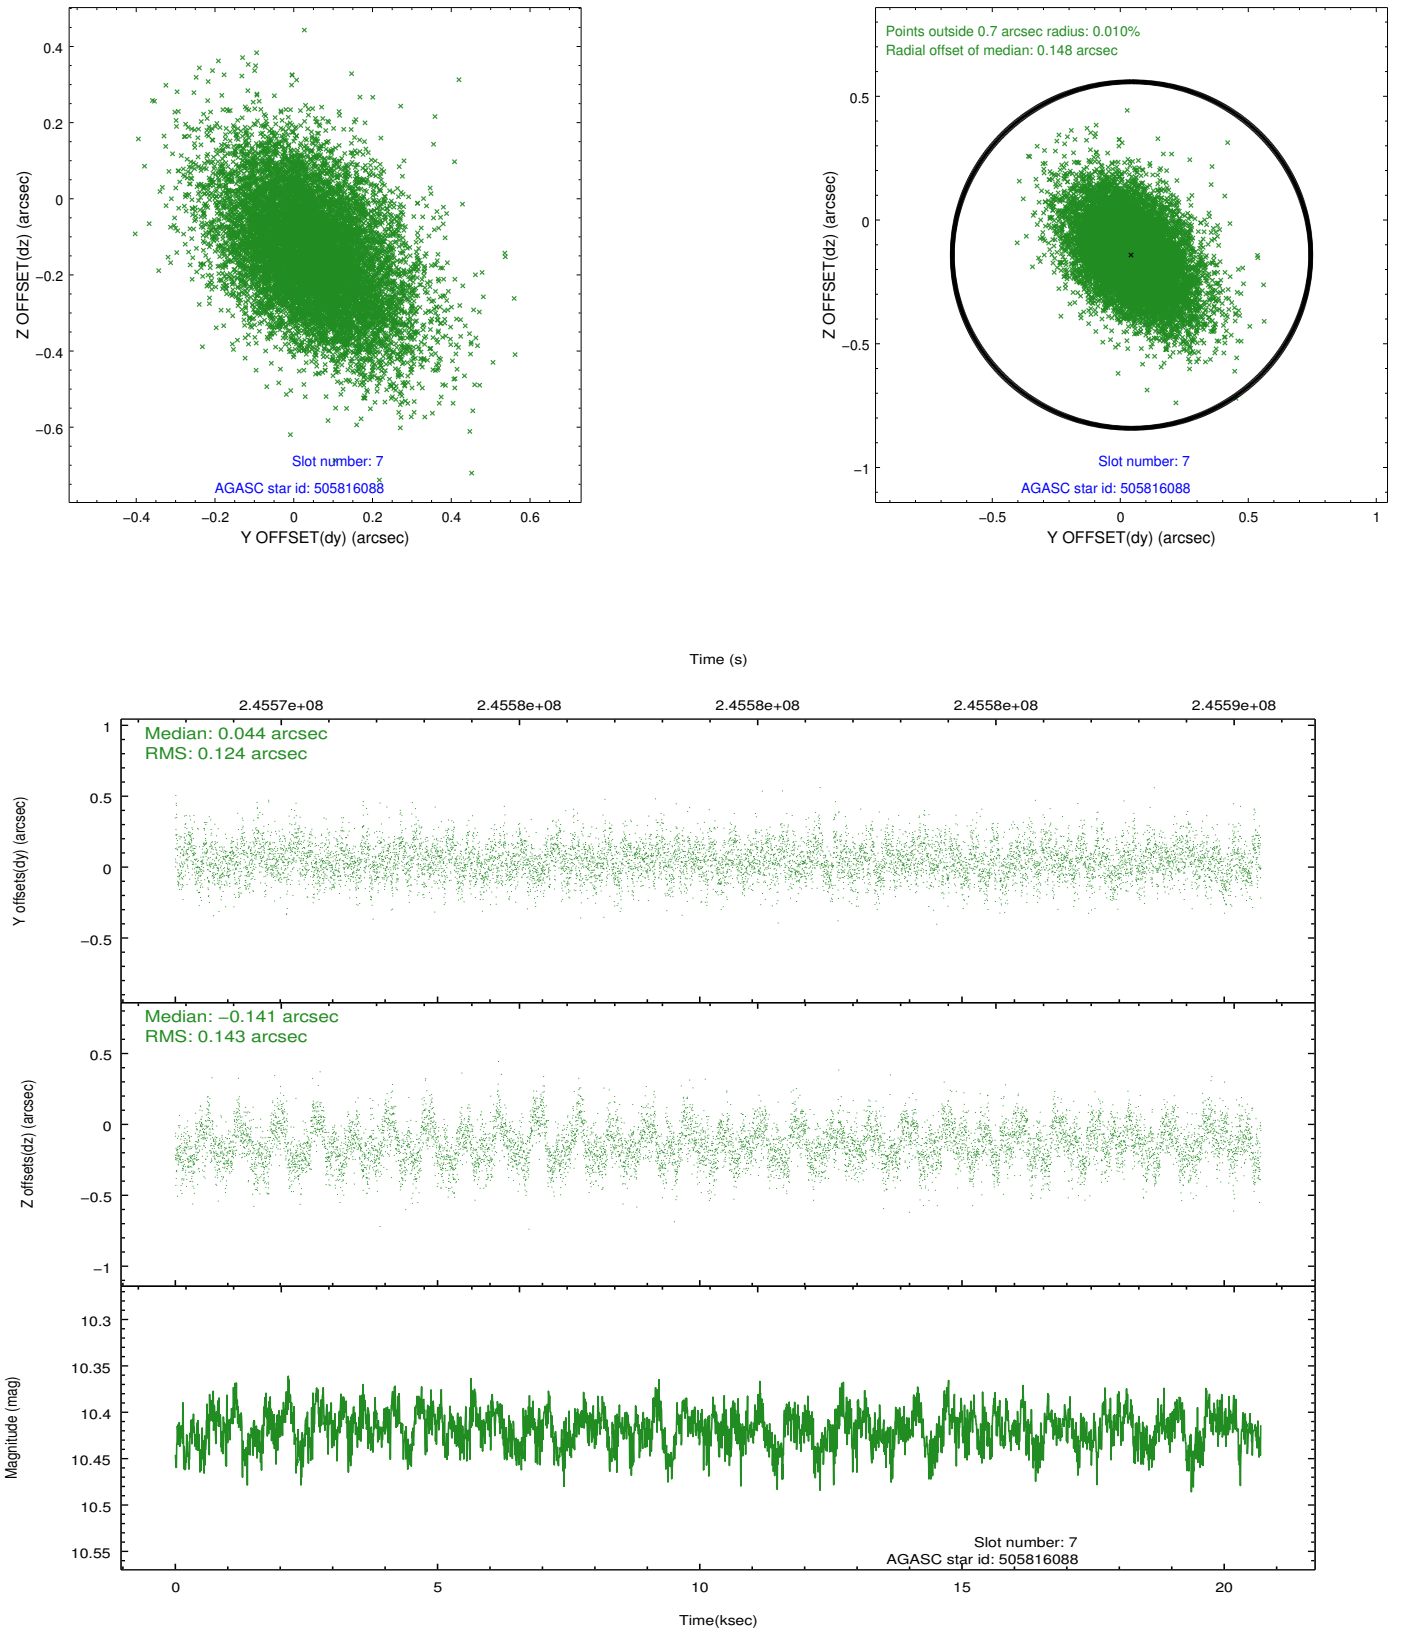 0.4
0.2
0
−0.2
−0.4
−0.6
Z OFFSET(dz) (arcsec)
Slot number: 7
AGASC star id: 505816088
−0.4 −0.2 0 0.2 0.4 0.6
Y OFFSET(dy) (arcsec)
Points outside 0.7 arcsec radius: 0.010%
Radial offset of median: 0.148 arcsec
0.5
0
−0.5
−1
Z OFFSET(dz) (arcsec)
Slot number: 7
AGASC star id: 505816088
−0.5 0 0.5 1
Y OFFSET(dy) (arcsec)
Time (s)
2.4557e+08 2.4558e+08 2.4558e+08 2.4558e+08 2.4559e+08
Median: 0.044 arcsec
RMS: 0.124 arcsec
1
0.5
0
−0.5
Y offsets(dy) (arcsec)
Median: −0.141 arcsec
RMS: 0.143 arcsec
0.5
0
−0.5
−1
Z offsets(dz) (arcsec)
10.3
10.35
10.4
10.45
10.5
10.55
Magnitude (mag)
Slot number: 7
AGASC star id: 505816088
0 5 10 15 20
Time(ksec)